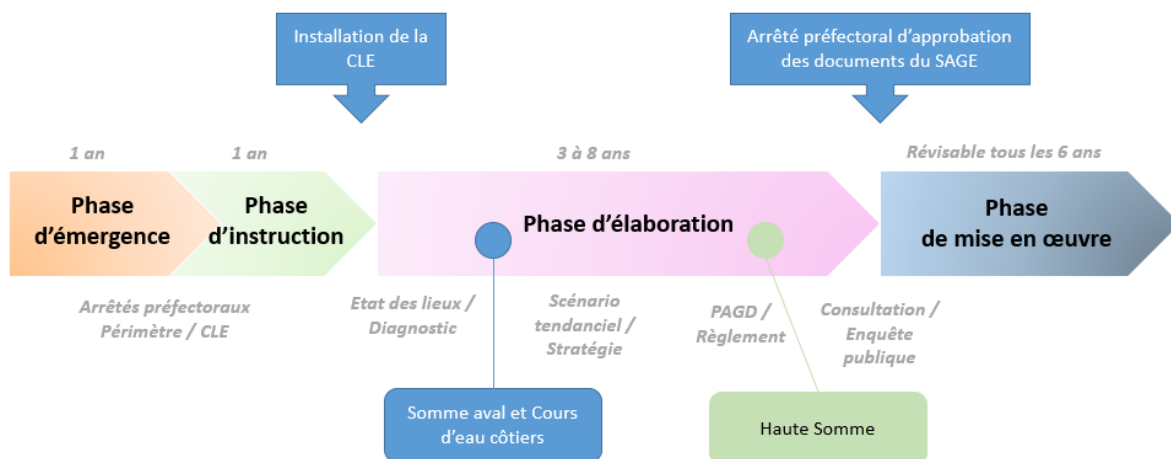 Installation de la
CLE
Arrêté préfectoral d'approbation
des documents du SAGE
1 an
1 an
3 à 8 ans
Révisable tous les 6 ans
Phase
d'émergence
Phase
d'instruction
Phase d'élaboration
Phase
de mise en œuvre
Arrêtés préfectoraux
Périmètre / CLE
Etat des lieux /
Diagnostic
Scénario
tendanciel /
Stratégie
PAGD /
Règlement
Consultation /
Enquête
publique
Somme aval et Cours
d'eau côtiers
Haute Somme